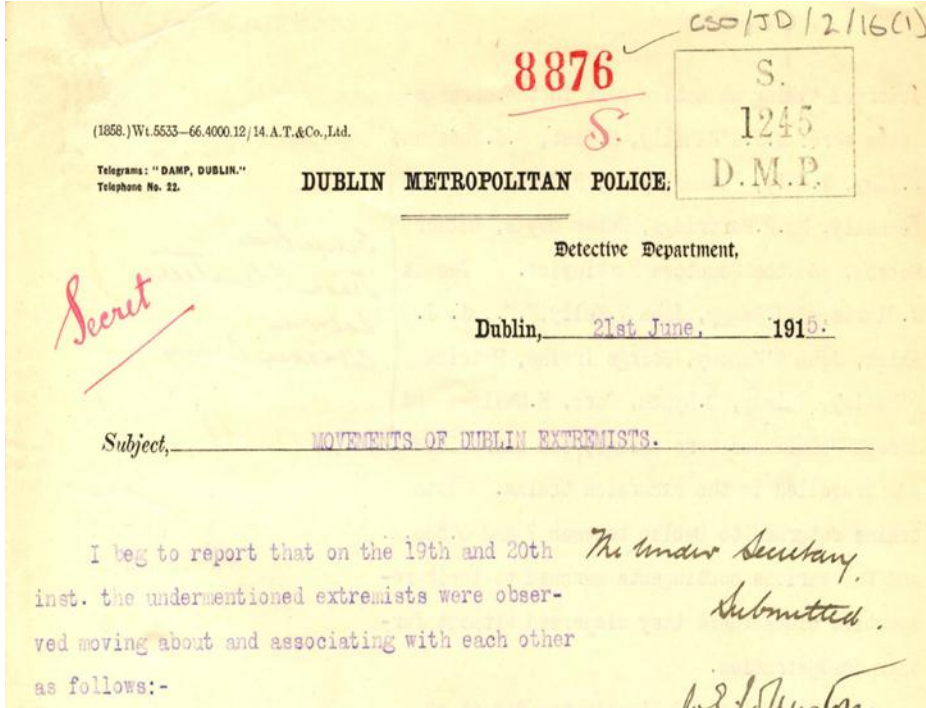 CSO/JD/2/16(1)
8876
S.
S.
1245
D.M.P.
(1858.)Wt.5533—66.4000.12/14.A.T.&Co.,Ltd.
Telegrams: "DAMP, DUBLIN."
Telephone No. 22.
DUBLIN METROPOLITAN POLICE,
Detective Department,
Secret
Dublin, 21st June, 1915.
Subject, MOVEMENTS OF DUBLIN EXTREMISTS.
I beg to report that on the 19th and 20th
inst. the undermentioned extremists were obser-
ved moving about and associating with each other
as follows:-
The Under Secretary
Submitted.